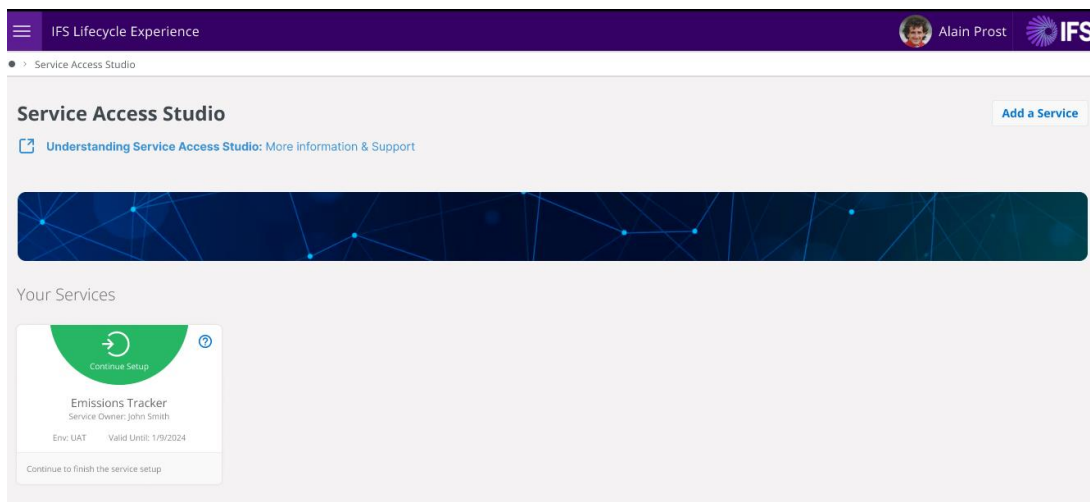 IFS Lifecycle Experience
Alain Prost
IFS
Service Access Studio
Service Access Studio
Add a Service
Understanding Service Access Studio: More information & Support
Your Services
Continue Setup
Emissions Tracker
Service Owner: John Smith
Env: UAT Valid Until: 1/9/2024
Continue to finish the service setup